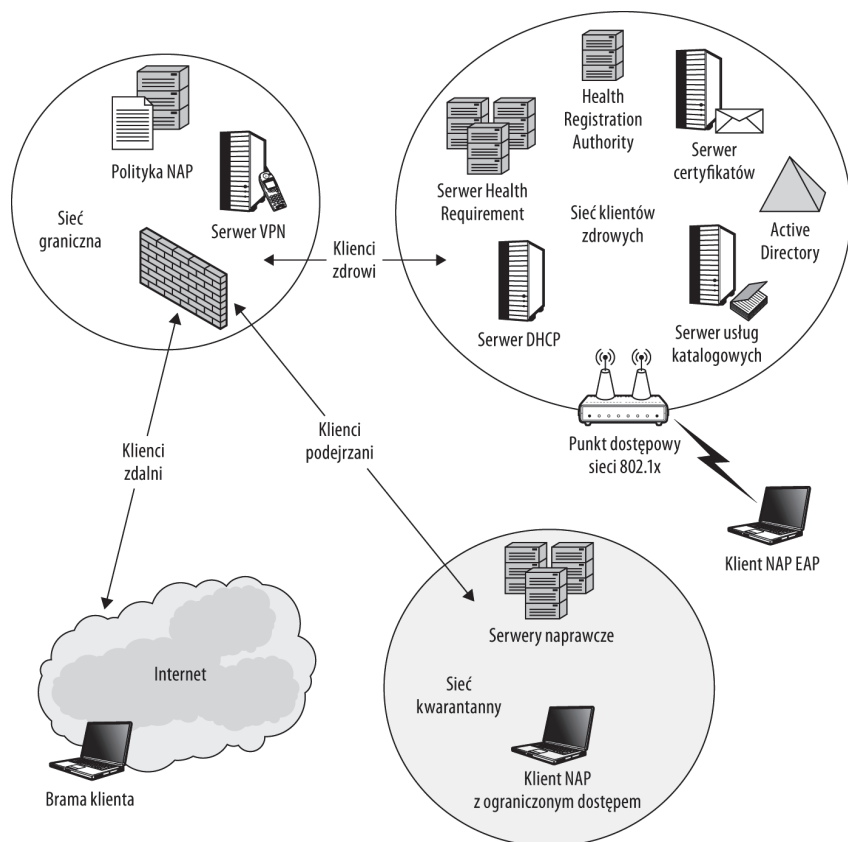 Polityka NAP
Serwer VPN
Sieć
graniczna
Health
Registration
Authority
Serwer
certyfikatów
Serwer Health
Requirement
Sieć klientów
zdrowych
Active
Directory
Serwer DHCP
Serwer usług
katalogowych
Klienci
zdrowi
Punkt dostępowy
sieci 802.1x
Klient NAP EAP
Klienci
zdalni
Klienci
podejrzani
Internet
Brama klienta
Serwery naprawcze
Sieć
kwarantanny
Klient NAP
z ograniczonym dostępem